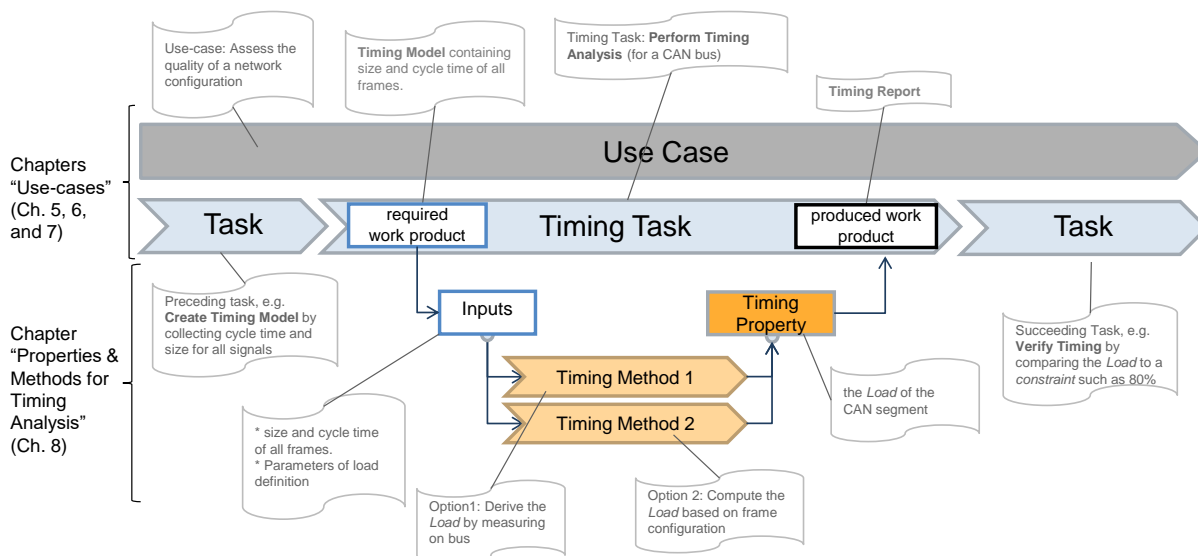 Use-case: Assess the
quality of a network
configuration
Timing Model containing
size and cycle time of all
frames.
Timing Task: Perform Timing
Analysis (for a CAN bus)
Timing Report
Use Case
Chapters
“Use-cases”
(Ch. 5, 6,
and 7)
Task
required
work product
Timing Task
produced work
product
Task
Chapter
“Properties &
Methods for
Timing
Analysis”
(Ch. 8)
Preceding task, e.g.
Create Timing Model by
collecting cycle time and
size for all signals
Inputs
Timing
Property
Succeeding Task, e.g.
Verify Timing by
comparing the Load to a
constraint such as 80%
Timing Method 1
Timing Method 2
the Load of the
CAN segment
* size and cycle time
of all frames.
* Parameters of load
definition
Option1: Derive the
Load by measuring
on bus
Option 2: Compute the
Load based on frame
configuration